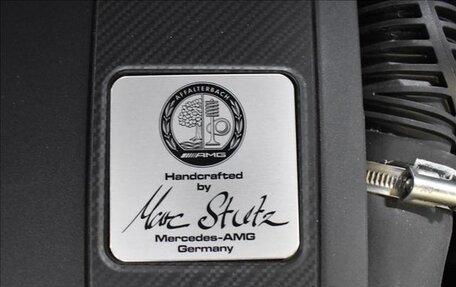 AFFALTERBACH
AMG
Handcrafted
by
Marc Stutz
Mercedes-AMG
Germany